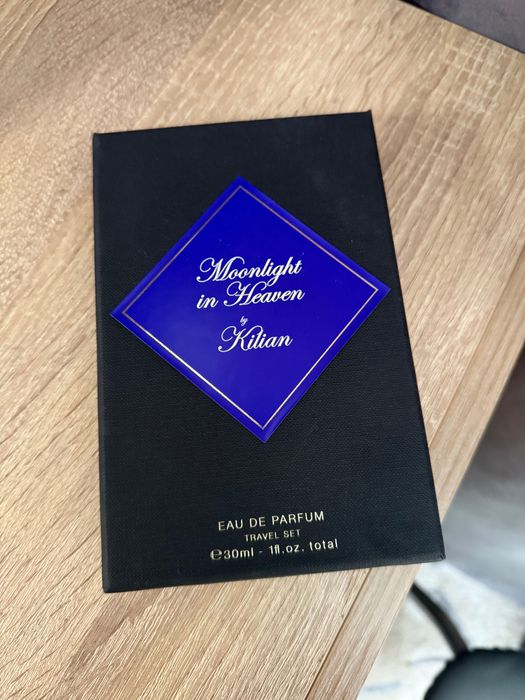 Moonlight
in Heaven
by
Kilian
EAU DE PARFUM
TRAVEL SET
℮30ml - 1fl.oz. total